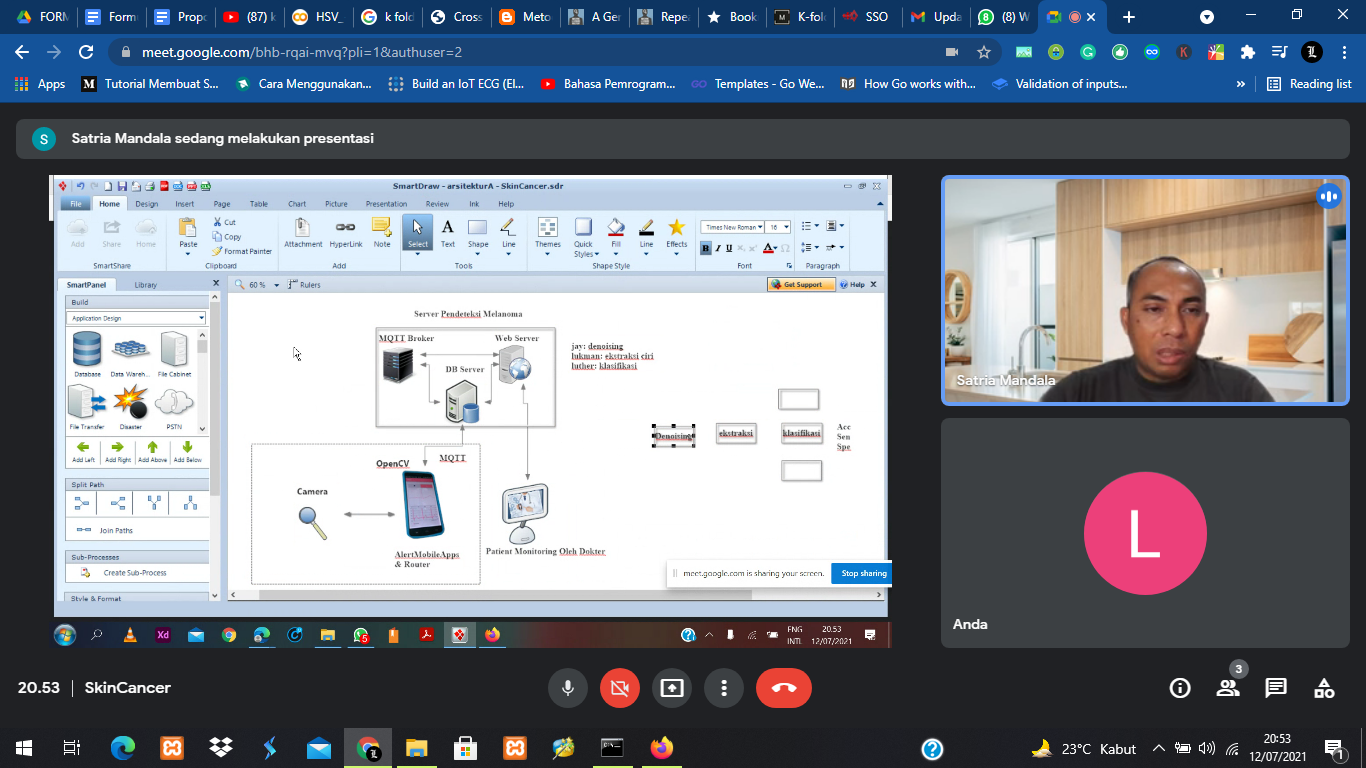 FORM
Form
Propo
(87) k
HSV_
k fold
Cross
Meto
A Ger
Repea
Book
K-fol
SSO
Upda
(8) W
meet.google.com/bhb-rqai-mvq?pli=1&authuser=2
Apps
Tutorial Membuat S...
Cara Menggunakan...
Build an IoT ECG (El...
Bahasa Pemrogram...
Templates - Go We...
How Go works with...
Validation of inputs...
Reading list
S
Satria Mandala sedang melakukan presentasi
SmartDraw - arsitekturA - SkinCancer.sdr
File
Home
Design
Insert
Page
Table
Chart
Picture
Presentation
Review
Ink
Help
Add
Share
Home
SmartShare
Paste
Cut
Copy
Format Painter
Clipboard
Attachment
HyperLink
Note
Add
Select
Text
Shape
Line
Tools
Themes
Quick Styles
Fill
Line
Effects
Shape Style
Times New Roman
16
B I U
Font
Paragraph
SmartPanel
Library
60 %
Rulers
Get Support
Help
Build
Application Design
Database
Data Wareh...
File Cabinet
File Transfer
Disaster
PSTN
Add Left
Add Right
Add Above
Add Below
Split Path
Join Paths
Sub-Processes
Create Sub-Process
Style & Format
Server Pendeteksi Melanoma
MQTT Broker
Web Server
DB Server
jay: denoising
lukman: ekstraksi ciri
luther: klasifikasi
Denoising
ekstraksi
klasifikasi
Acc
Sen
Spe
OpenCV
MQTT
Camera
AlertMobileApps
& Router
Patient Monitoring Oleh Dokter
meet.google.com is sharing your screen.
Stop sharing
Xd
5
ENG
INTL
20.53
12/07/2021
Satria Mandala
L
Anda
20.53
SkinCancer
3
23°C Kabut
20:53
12/07/2021
1